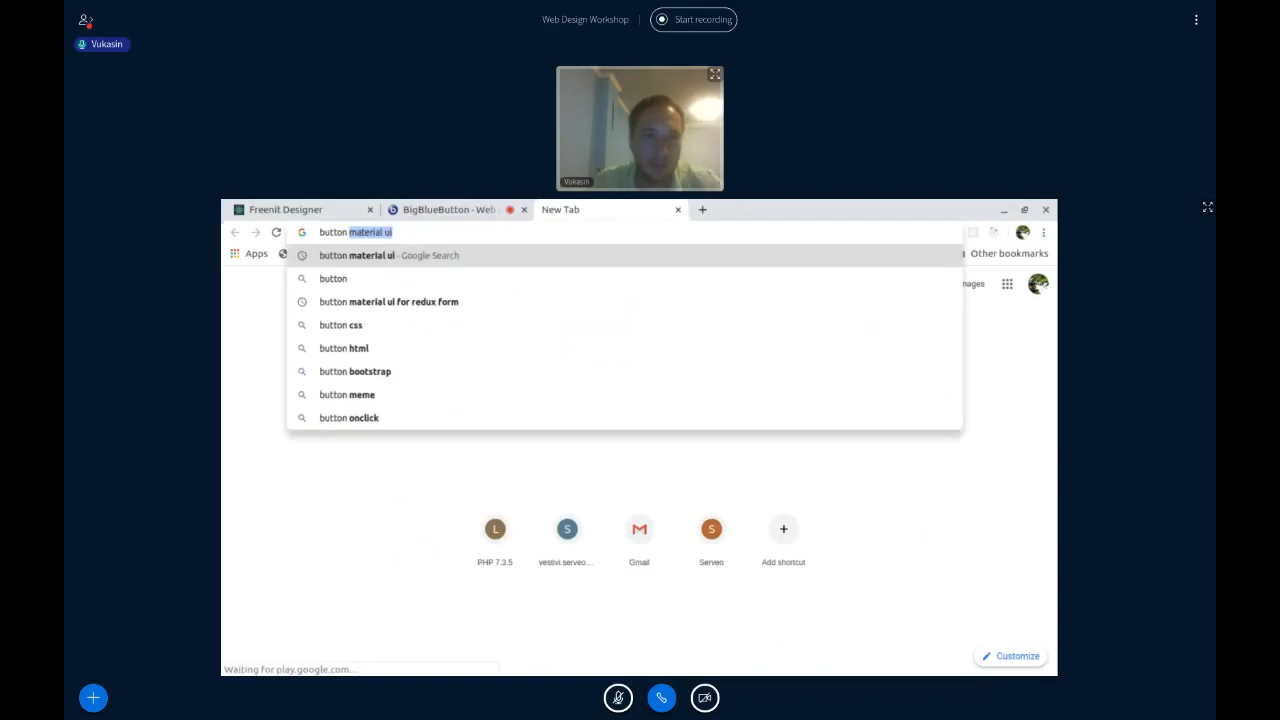 Web Design Workshop
Start recording
Vukasin
Vukasin
Freenit Designer
BigBlueButton - Web
New Tab
button material ui
button material ui - Google Search
Apps
Other bookmarks
button
button material ui for redux form
button css
button html
button bootstrap
button meme
button onclick
L
S
S
PHP 7.3.5
vestivi.serveo...
Gmail
Serveo
Add shortcut
Customize
Waiting for play.google.com...